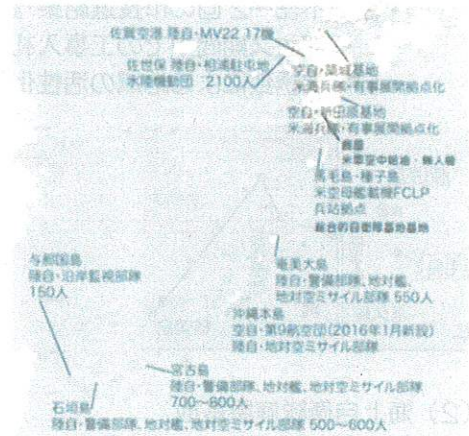 佐賀空港 陸自・MV22 17機
佐世保 陸自・相浦駐屯地
水陸機動団 2100人
空自・築城基地
米海兵隊・有事展開拠点化
空自・新田原基地
米海兵隊・有事展開拠点化
鹿屋
米軍空中給油・無人機
馬毛島・種子島
米空母艦載機FCLP
兵站拠点
総合的自衛隊基地基地
与那国島
陸自・沿岸監視部隊
150人
奄美大島
陸自・警備部隊、地対艦、
地対空ミサイル部隊 550人
沖縄本島
空自・第9航空団(2016年1月新設)
陸自・地対空ミサイル部隊
宮古島
陸自・警備部隊、地対艦、地対空ミサイル部隊
700~800人
石垣島
陸自・警備部隊、地対艦、地対空ミサイル部隊 500~600人